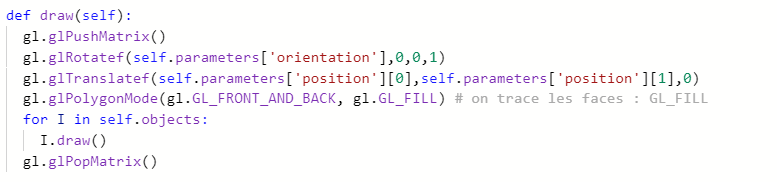 def draw(self):
gl.glPushMatrix()
gl.glRotatef(self.parameters['orientation'],0,0,1)
gl.glTranslatef(self.parameters['position'][0],self.parameters['position'][1],0)
gl.glPolygonMode(gl.GL_FRONT_AND_BACK, gl.GL_FILL) # on trace les faces : GL_FILL
for I in self.objects:
I.draw()
gl.glPopMatrix()